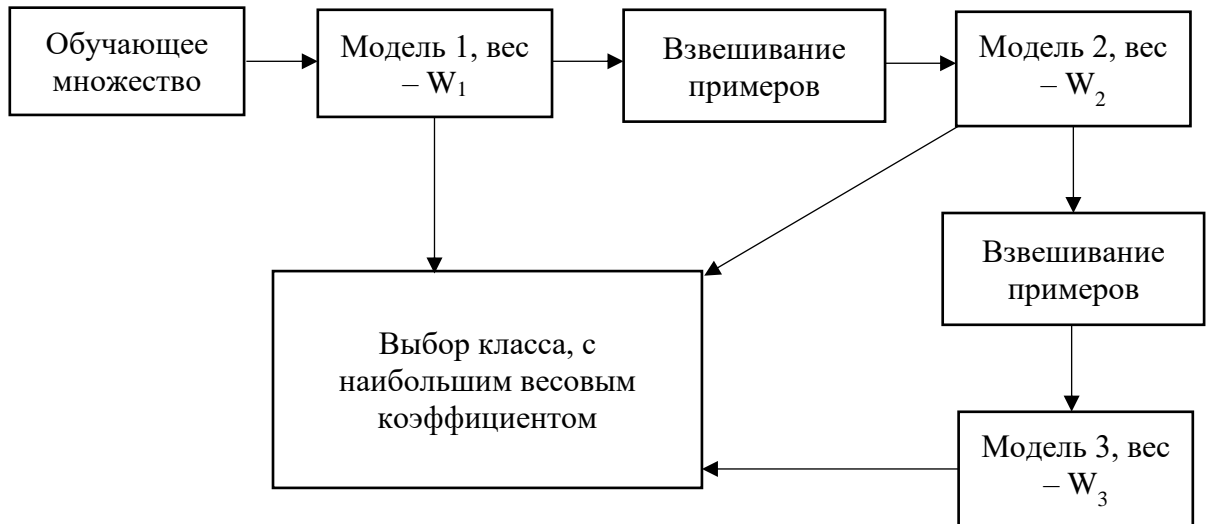 Обучающее
множество
Модель 1, вес
– W₁
Взвешивание
примеров
Модель 2, вес
– W₂
Взвешивание
примеров
Выбор класса, с
наибольшим весовым
коэффициентом
Модель 3, вес
– W₃